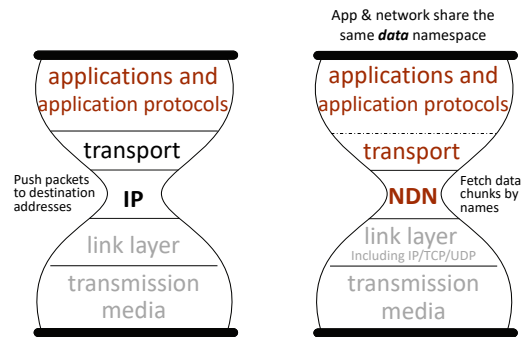 applications and
application protocols
transport
Push packets
to destination
addresses
IP
link layer
transmission
media
App & network share the
same data namespace
applications and
application protocols
transport
NDN
Fetch data
chunks by
names
link layer
Including IP/TCP/UDP
transmission
media